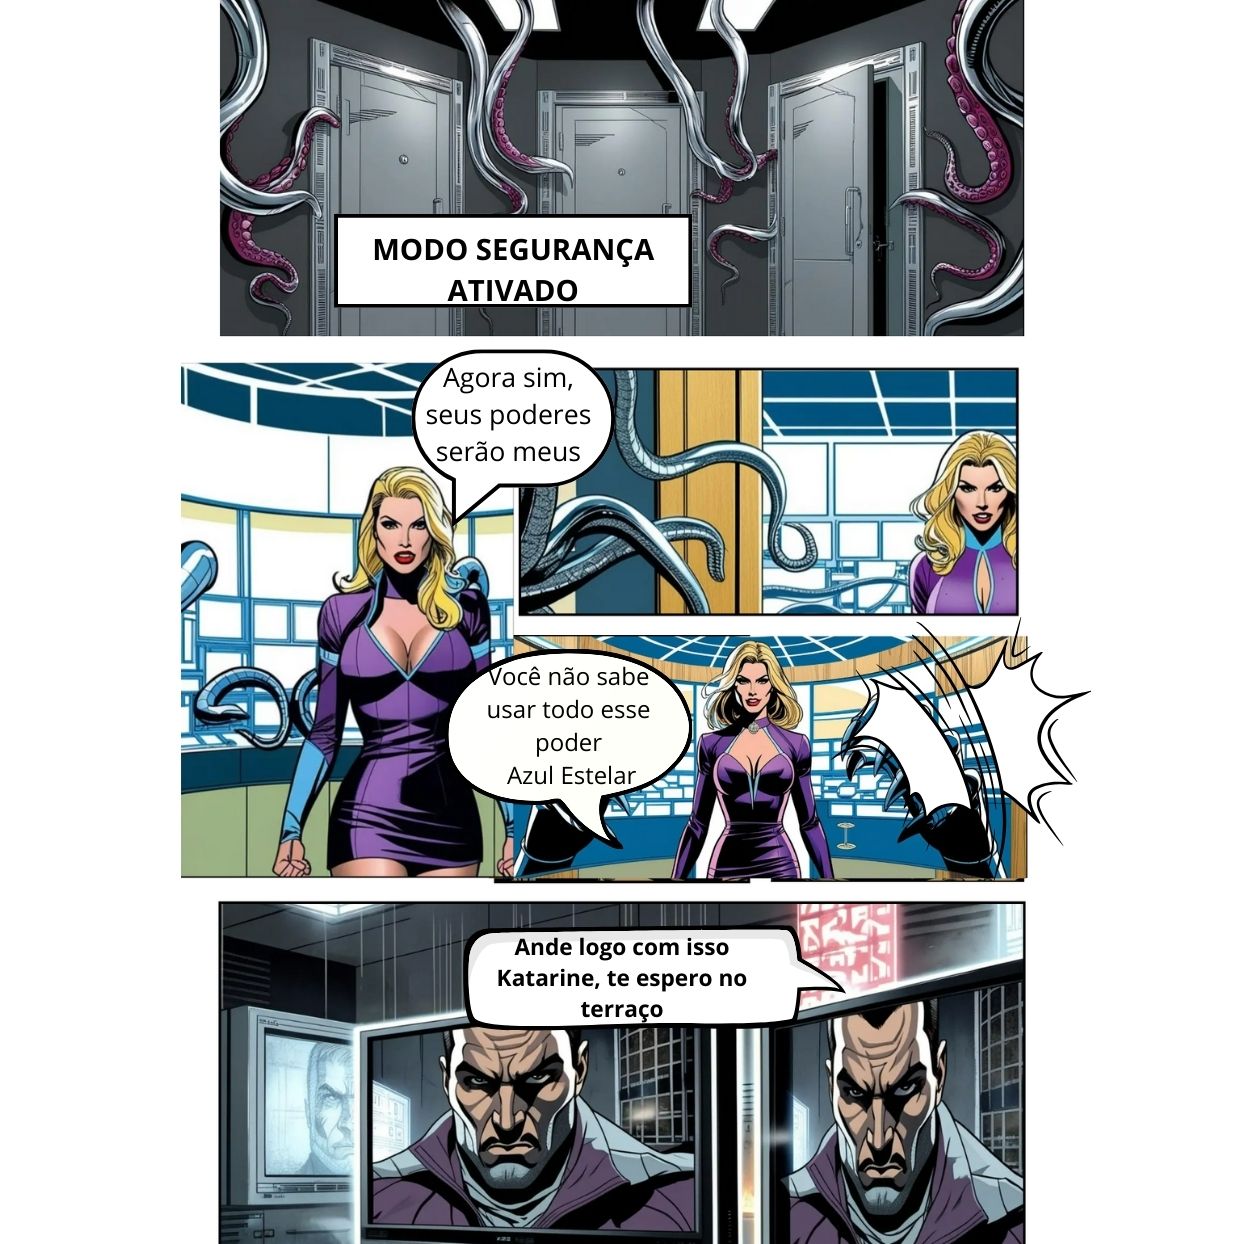 MODO SEGURANÇA
ATIVADO
Agora sim,
seus poderes
serão meus
Você não sabe
usar todo esse
poder
Azul Estelar
Ande logo com isso
Katarine, te espero no
terraço